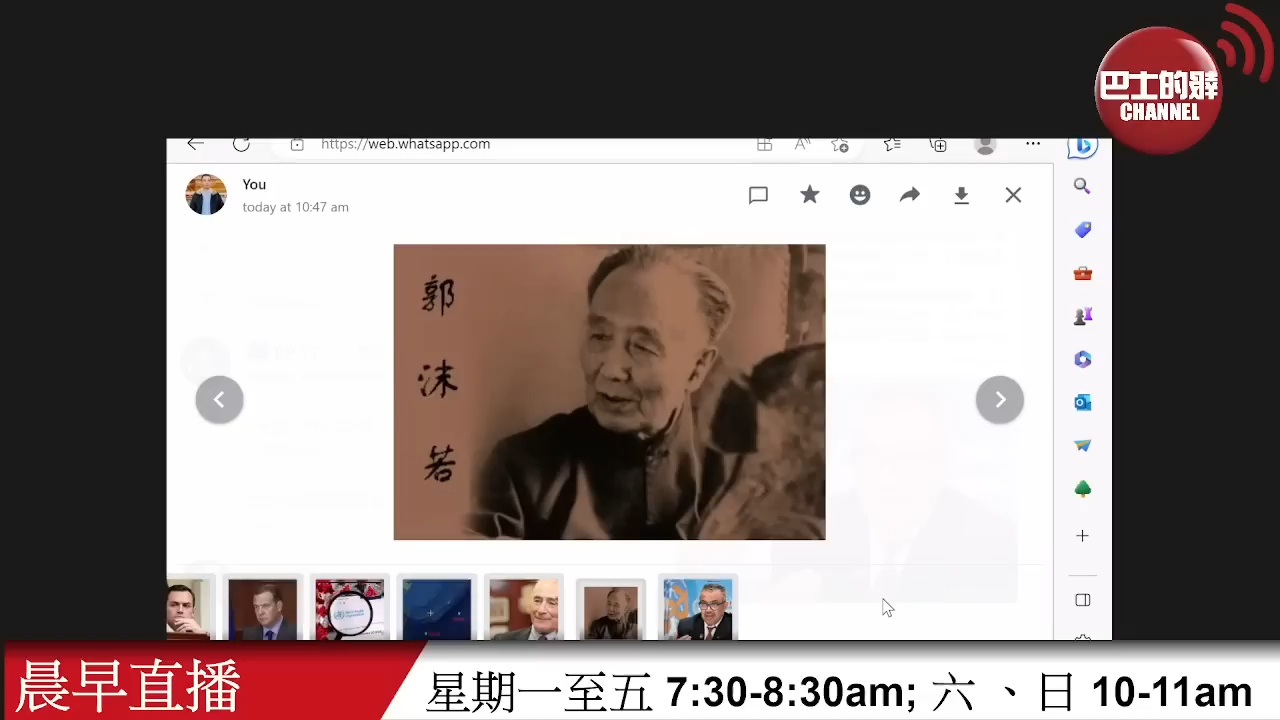 巴士的報
CHANNEL
https://web.whatsapp.com
You
today at 10:47 am
郭
沫
若
晨早直播
星期一至五 7:30-8:30am; 六、日 10-11am